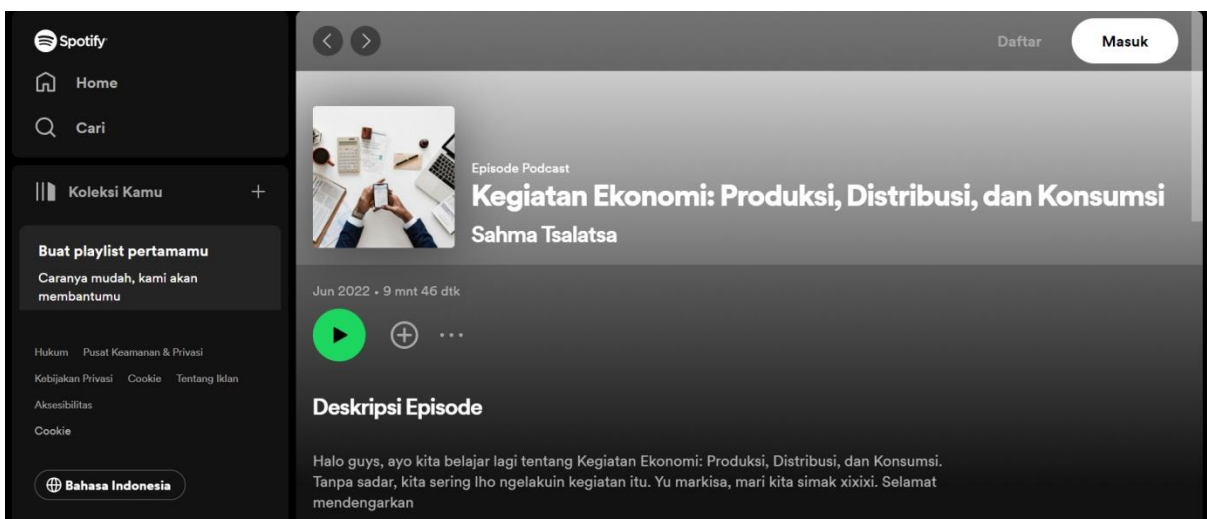 Spotify
Home
Cari
Koleksi Kamu
Buat playlist pertamamu
Caranya mudah, kami akan
membantumu
Hukum Pusat Keamanan & Privasi
Kebijakan Privasi Cookie Tentang Iklan
Aksesibilitas
Cookie
Bahasa Indonesia
Daftar Masuk
Episode Podcast
Kegiatan Ekonomi: Produksi, Distribusi, dan Konsumsi
Sahma Tsalatsa
Jun 2022 • 9 mnt 46 dtk
Deskripsi Episode
Halo guys, ayo kita belajar lagi tentang Kegiatan Ekonomi: Produksi, Distribusi, dan Konsumsi.
Tanpa sadar, kita sering lho ngelakuin kegiatan itu. Yu markisa, mari kita simak xixixi. Selamat
mendengarkan